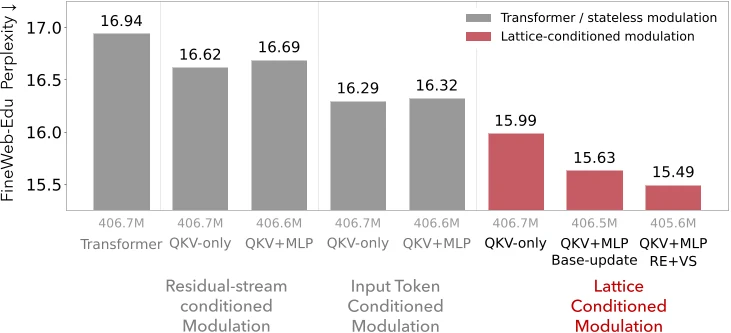 FineWeb-Edu Perplexity ↓
17.0
16.5
16.0
15.5
Transformer / stateless modulation
Lattice-conditioned modulation
16.94
16.62
16.69
16.29
16.32
15.99
15.63
15.49
406.7M
406.7M
406.6M
406.7M
406.6M
406.7M
406.5M
405.6M
Transformer
QKV-only
QKV+MLP
QKV-only
QKV+MLP
QKV-only
QKV+MLP
Base-update
QKV+MLP
RE+VS
Residual-stream
conditioned
Modulation
Input Token
Conditioned
Modulation
Lattice
Conditioned
Modulation